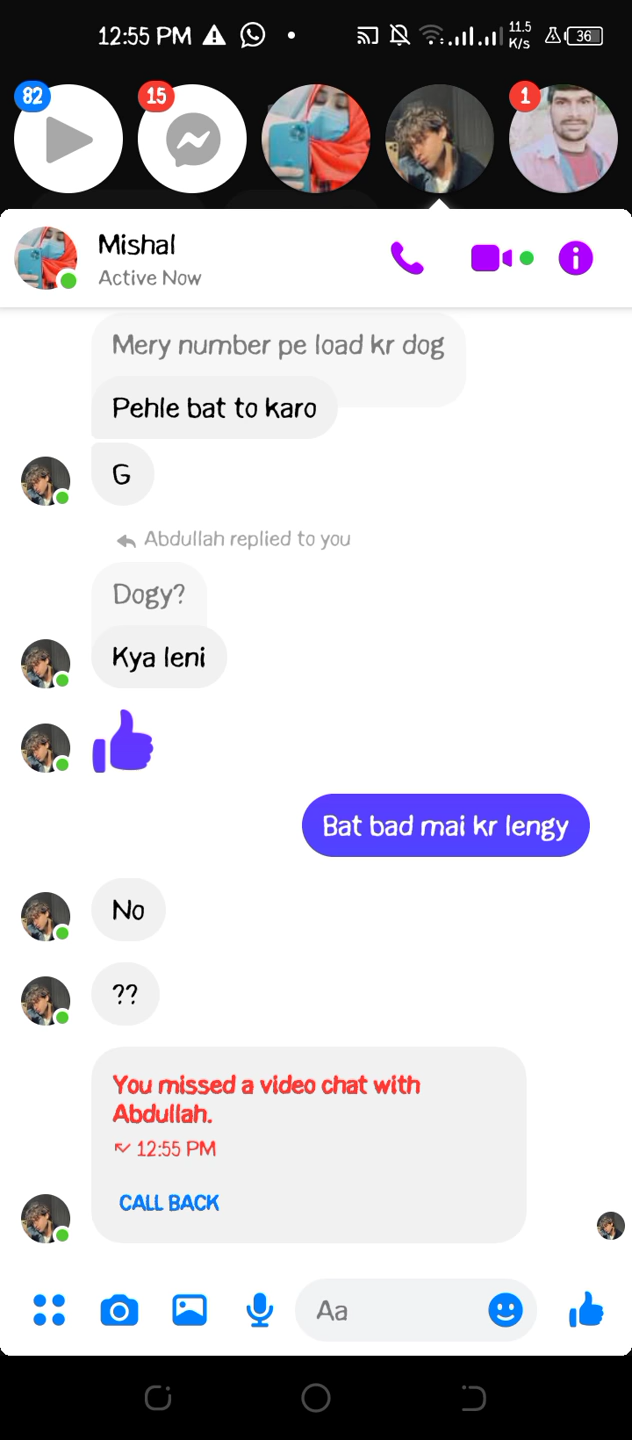 12:55 PM
11.5
K/s
36
82
15
1
Mishal
Active Now
Mery number pe load kr dog
Pehle bat to karo
G
Abdullah replied to you
Dogy?
Kya leni
Bat bad mai kr lengy
No
??
You missed a video chat with
Abdullah.
12:55 PM
CALL BACK
Aa